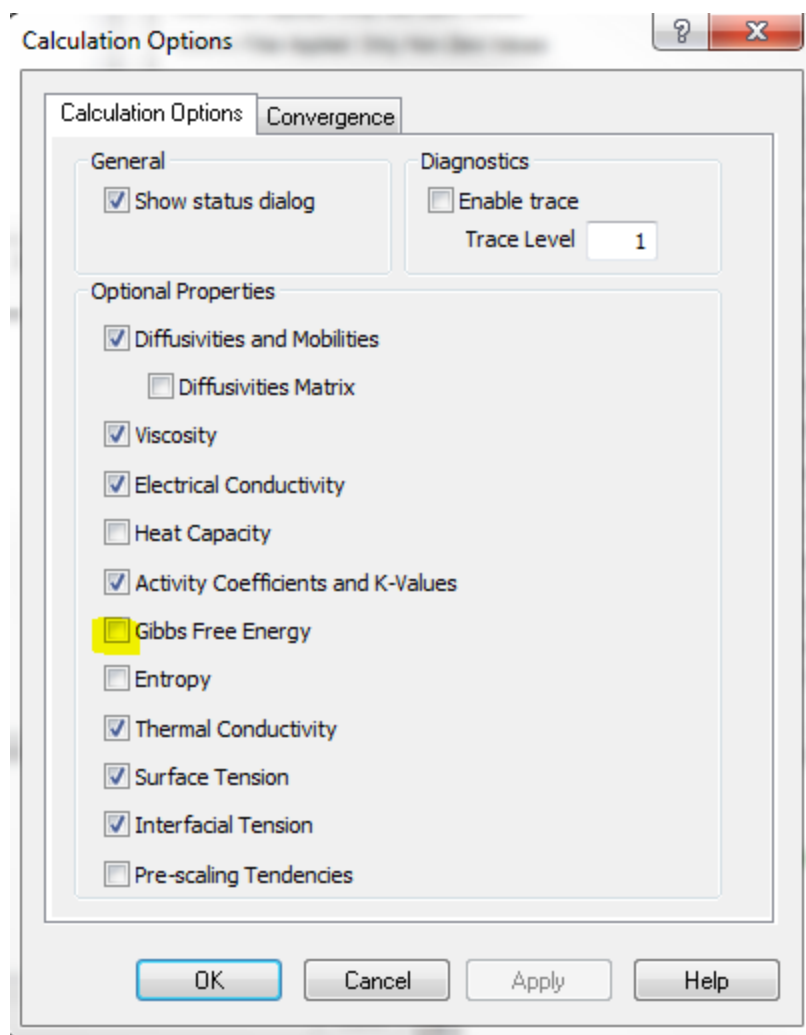 Calculation Options
?
X
Calculation Options
Convergence
General
Show status dialog
Diagnostics
Enable trace
Trace Level 1
Optional Properties
Diffusivities and Mobilities
Diffusivities Matrix
Viscosity
Electrical Conductivity
Heat Capacity
Activity Coefficients and K-Values
Gibbs Free Energy
Entropy
Thermal Conductivity
Surface Tension
Interfacial Tension
Pre-scaling Tendencies
OK
Cancel
Apply
Help